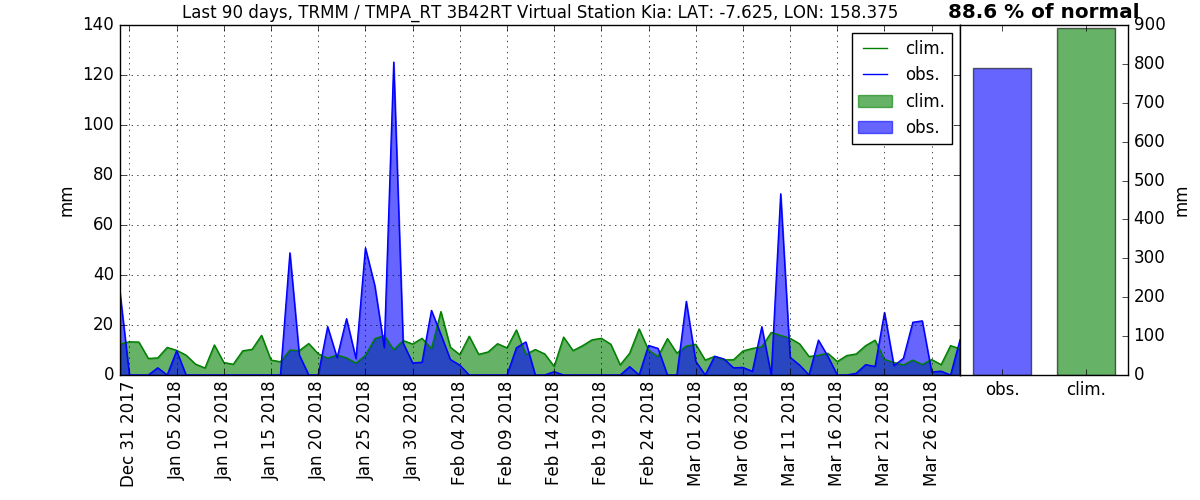 Last 90 days, TRMM / TMPA_RT 3B42RT Virtual Station Kia: LAT: -7.625, LON: 158.375
88.6 % of normal
140
120
100
80
60
40
20
0
mm
clim.
obs.
clim.
obs.
Dec 31 2017
Jan 05 2018
Jan 10 2018
Jan 15 2018
Jan 20 2018
Jan 25 2018
Jan 30 2018
Feb 04 2018
Feb 09 2018
Feb 14 2018
Feb 19 2018
Feb 24 2018
Mar 01 2018
Mar 06 2018
Mar 11 2018
Mar 16 2018
Mar 21 2018
Mar 26 2018
900
800
700
600
500
400
300
200
100
0
mm
obs.
clim.